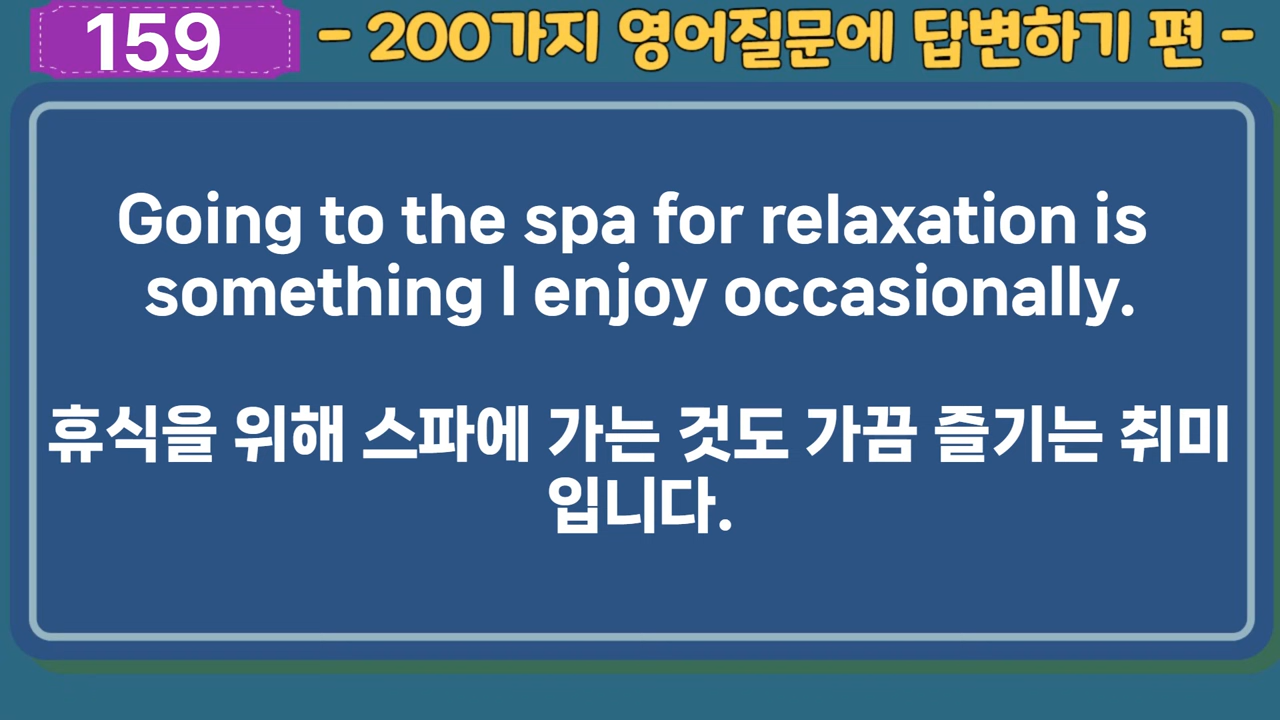 159
- 200가지 영어질문에 답변하기 편 -
Going to the spa for relaxation is
something I enjoy occasionally.
휴식을 위해 스파에 가는 것도 가끔 즐기는 취미
입니다.